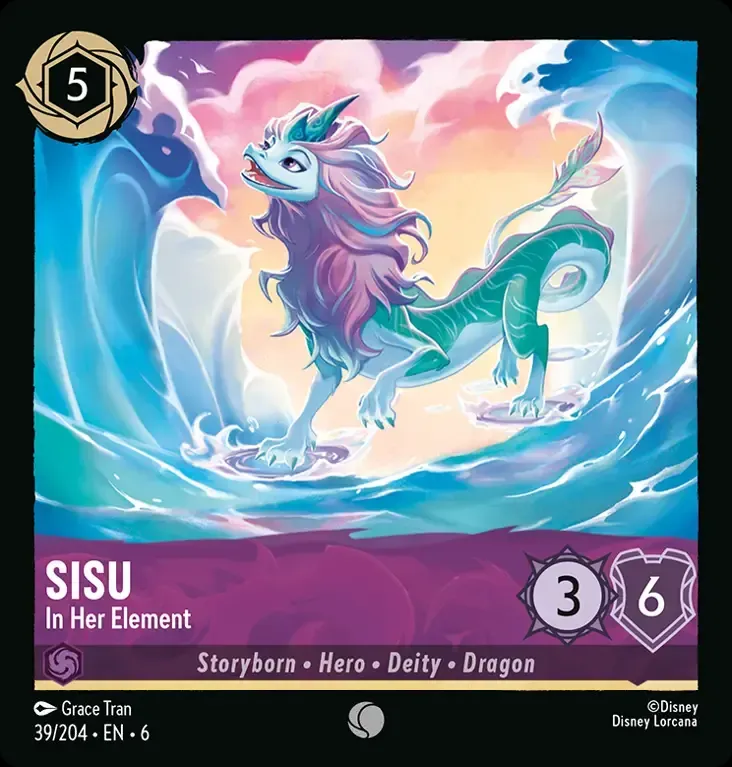 5
SISU
In Her Element
3
6
Storyborn • Hero • Deity • Dragon
Grace Tran
39/204 • EN • 6
©Disney
Disney Lorcana